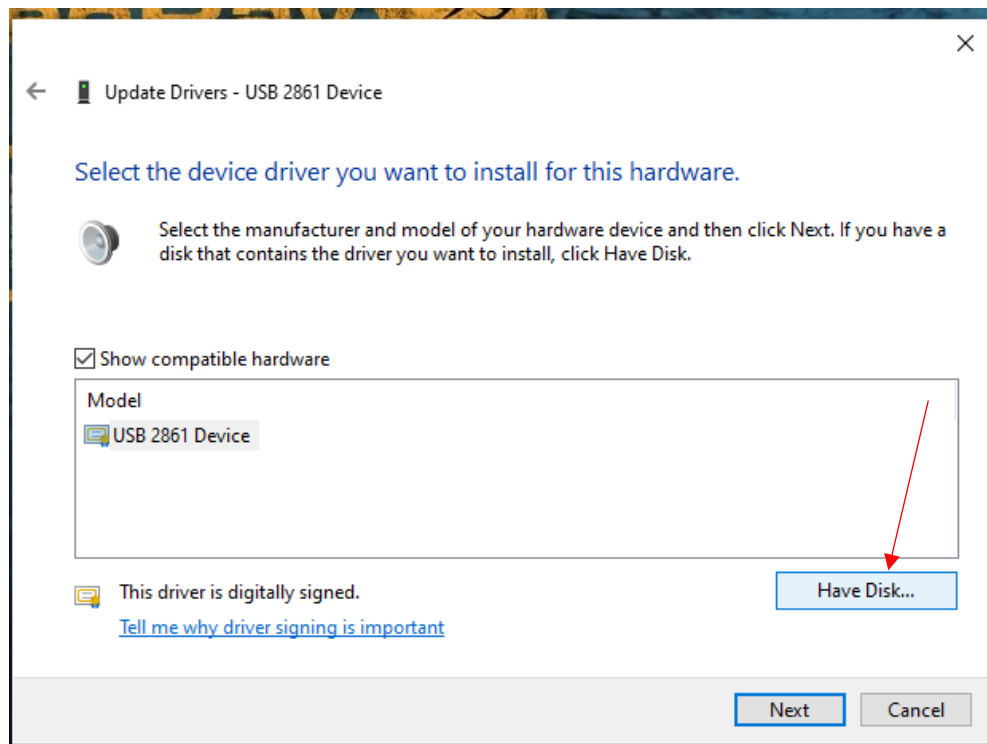 Update Drivers - USB 2861 Device
Select the device driver you want to install for this hardware.
Select the manufacturer and model of your hardware device and then click Next. If you have a
disk that contains the driver you want to install, click Have Disk.
Show compatible hardware
Model
USB 2861 Device
This driver is digitally signed.
Have Disk...
Tell me why driver signing is important
Next
Cancel